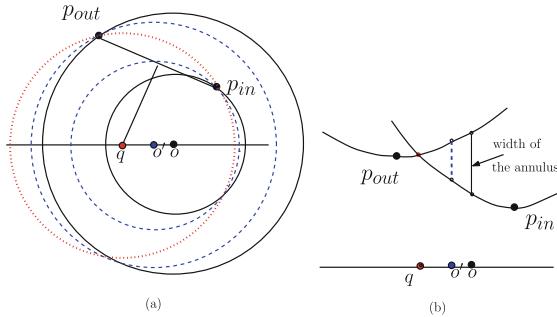 p_out
p_in
q o' o
(a)
width of
the annulus
p_out
p_in
q o' o
(b)